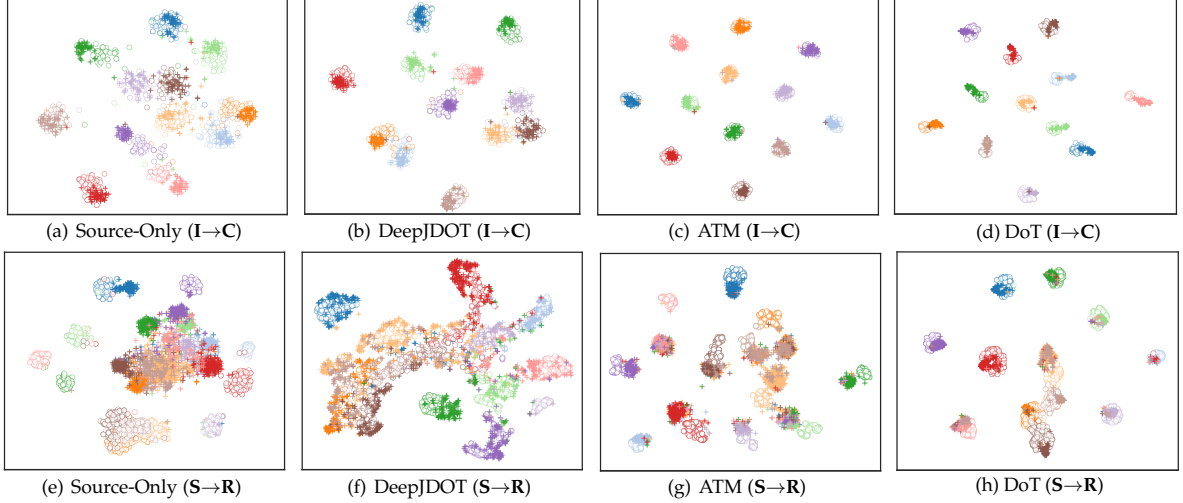 (a) Source-Only (I→C)
(b) DeepJDOT (I→C)
(c) ATM (I→C)
(d) DoT (I→C)
(e) Source-Only (S→R)
(f) DeepJDOT (S→R)
(g) ATM (S→R)
(h) DoT (S→R)